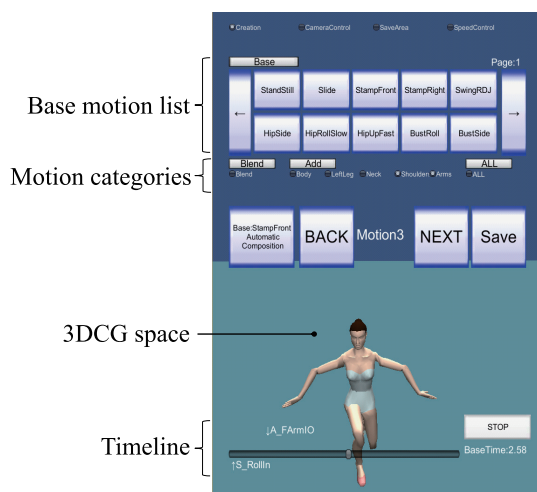 Creation CameraControl SaveArea SpeedControl
Base Page:1
Base motion list
← StandStill Slide StampFront StampRight SwingRDJ →
HipSide HipRollSlow HipUpFast BustRoll BustSide
Motion categories
Blend Add ALL
Blend Body LeftLeg Neck Shoulden Arms ALL
Base:StampFront
Automatic
Composition
BACK Motion3 NEXT Save
3DCG space
↓A_FArmIO STOP
Timeline
BaseTime:2.58
↑S_RollIn